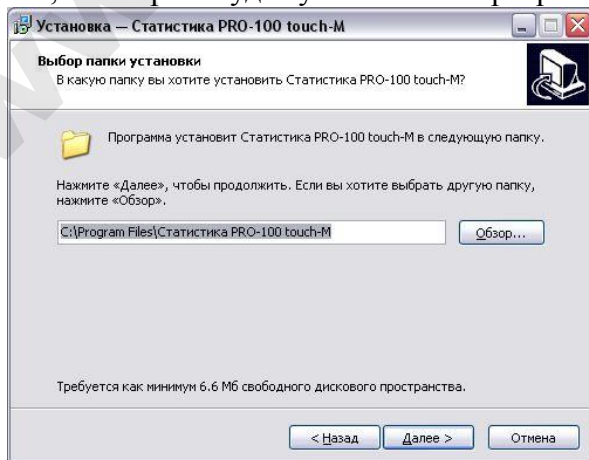 Установка — Статистика PRO-100 touch-M
Выбор папки установки
В какую папку вы хотите установить Статистика PRO-100 touch-M?
Программа установит Статистика PRO-100 touch-M в следующую папку.
Нажмите «Далее», чтобы продолжить. Если вы хотите выбрать другую папку,
нажмите «Обзор».
C:\Program Files\Статистика PRO-100 touch-M
Обзор...
Требуется как минимум 6.6 Мб свободного дискового пространства.
< Назад
Далее >
Отмена